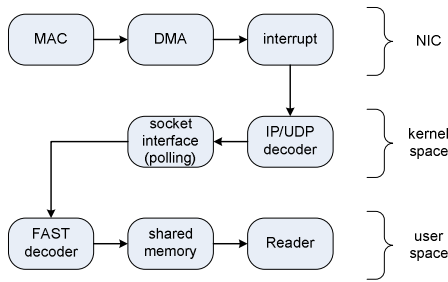 MAC
DMA
interrupt
NIC
socket
interface
(polling)
IP/UDP
decoder
kernel
space
FAST
decoder
shared
memory
Reader
user
space